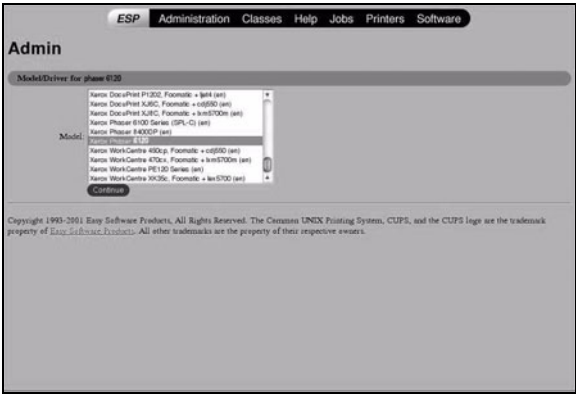 ESP Administration Classes Help Jobs Printers Software
Admin
Model/Driver for phaser 6120
Xerox DocuPrint P1202, Foomatic + ljet4 (en)
Xerox DocuPrint XJ6C, Foomatic + cdj550 (en)
Xerox DocuPrint XJ8C, Foomatic + lxm5700m (en)
Xerox Phaser 6100 Series (SPL-C) (en)
Xerox Phaser 8400DP (en)
Model: Xerox Phaser 6120
Xerox WorkCentre 450cp, Foomatic + cdj550 (en)
Xerox WorkCentre 470cx, Foomatic + lxm5700m (en)
Xerox WorkCentre PE120 Series (en)
Xerox WorkCentre XK35c, Foomatic + lex5700 (en)
Continue
Copyright 1993-2001 Easy Software Products, All Rights Reserved. The Common UNIX Printing System, CUPS, and the CUPS logo are the trademark
property of Easy Software Products. All other trademarks are the property of their respective owners.